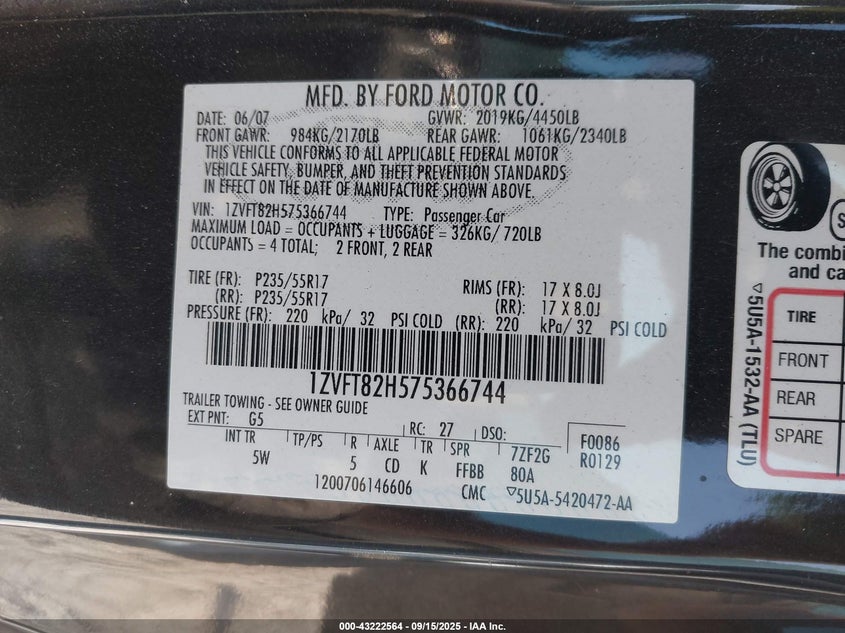 MFD. BY FORD MOTOR CO.
DATE: 06/07 GVWR: 2019KG/4450LB
FRONT GAWR: 984KG/2170LB REAR GAWR: 1061KG/2340LB
THIS VEHICLE CONFORMS TO ALL APPLICABLE FEDERAL MOTOR
VEHICLE SAFETY, BUMPER, AND THEFT PREVENTION STANDARDS
IN EFFECT ON THE DATE OF MANUFACTURE SHOWN ABOVE.
VIN: 1ZVFT82H575366744 TYPE: Passenger Car
MAXIMUM LOAD = OCCUPANTS + LUGGAGE = 326KG/ 720LB
OCCUPANTS = 4 TOTAL; 2 FRONT, 2 REAR
TIRE (FR): P235/55R17 RIMS (FR): 17 X 8.0J
(RR): P235/55R17 (RR): 17 X 8.0J
PRESSURE (FR): 220 kPa/ 32 PSI COLD (RR): 220 kPa/ 32 PSI COLD
1ZVFT82H575366744
TRAILER TOWING - SEE OWNER GUIDE
EXT PNT: G5 RC: 27 DSO: F0086
INT TR TP/PS R AXLE TR SPR 7ZF2G R0129
5W 5 CD K FFBB 80A
1200706146606 CMC ▽5U5A-5420472-AA
The combi
and ca
TIRE
FRONT
REAR
SPARE
▽5U5A-1532-AA (TLU)
000-43222564 - 09/15/2025 - IAA Inc.